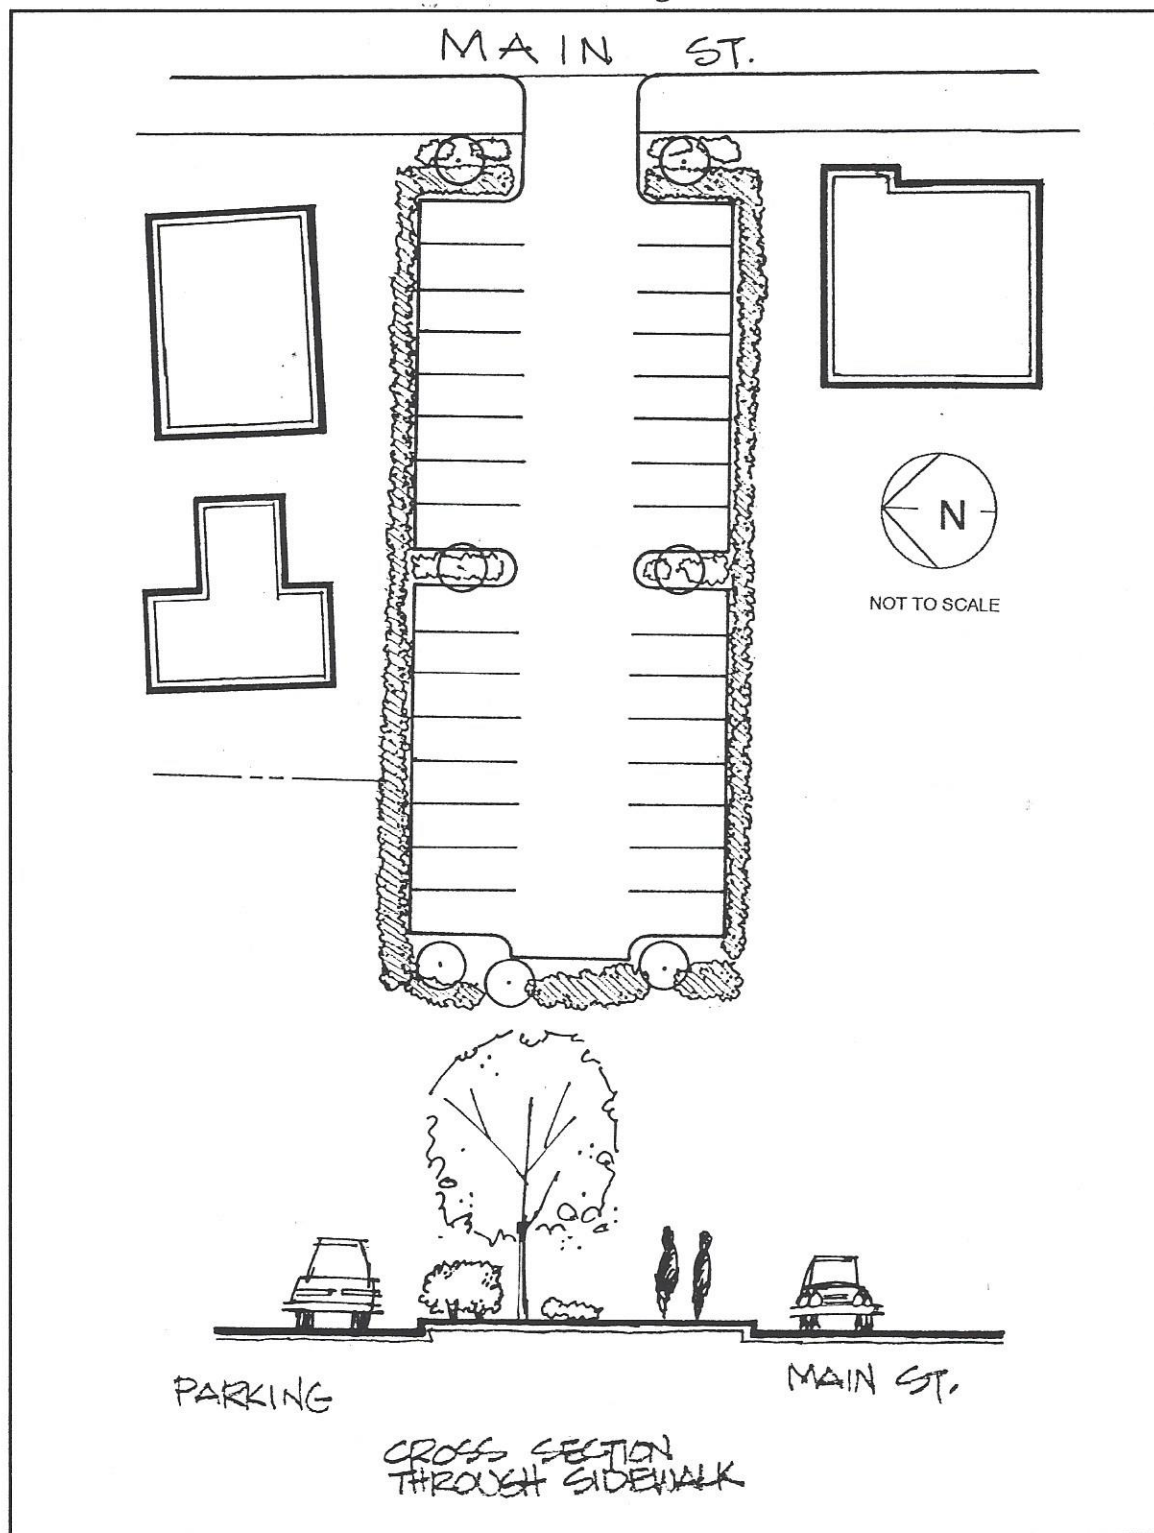 MAIN ST.
N
NOT TO SCALE
PARKING
MAIN ST.
CROSS SECTION
THROUGH SIDEWALK